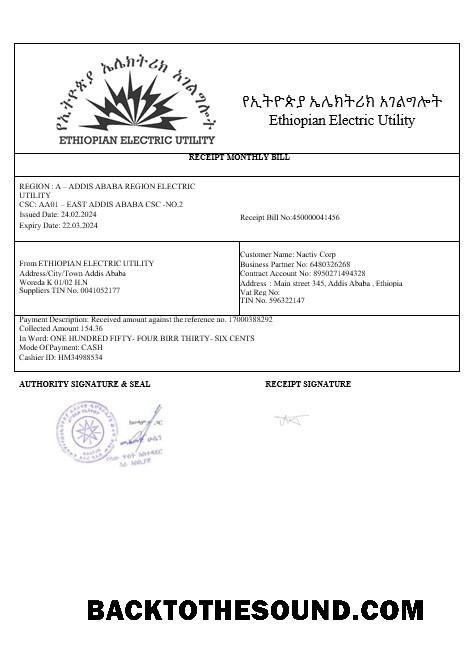 የኢትዮጵያ ኤሌክትሪክ አገልግሎት
ETHIOPIAN ELECTRIC UTILITY
የኢትዮጵያ ኤሌክትሪክ አገልግሎት
Ethiopian Electric Utility
RECEIPT MONTHLY BILL
REGION : A – ADDIS ABABA REGION ELECTRIC
UTILITY
CSC: AA01 – EAST ADDIS ABABA CSC -NO.2
Issued Date: 24.02.2024
Expiry Date: 22.03.2024
Receipt Bill No:450000041456
From ETHIOPIAN ELECTRIC UTILITY
Address/City/Town Addis Ababa
Woreda K 01/02 H.N
Suppliers TIN No. 0041052177
Customer Name: Nactiv Corp
Business Partner No: 6480326268
Contract Account No: 8950271494328
Address : Main street 345, Addis Ababa , Ethiopia
Vat Reg No:
TIN No. 596322147
Payment Description: Received amount against the reference no. 17000388292
Collected Amount 154.36
In Word: ONE HUNDRED FIFTY- FOUR BIRR THIRTY- SIX CENTS
Mode Of Payment: CASH
Cashier ID: HM34988534
AUTHORITY SIGNATURE & SEAL
RECEIPT SIGNATURE
BACKTOTHESOUND.COM